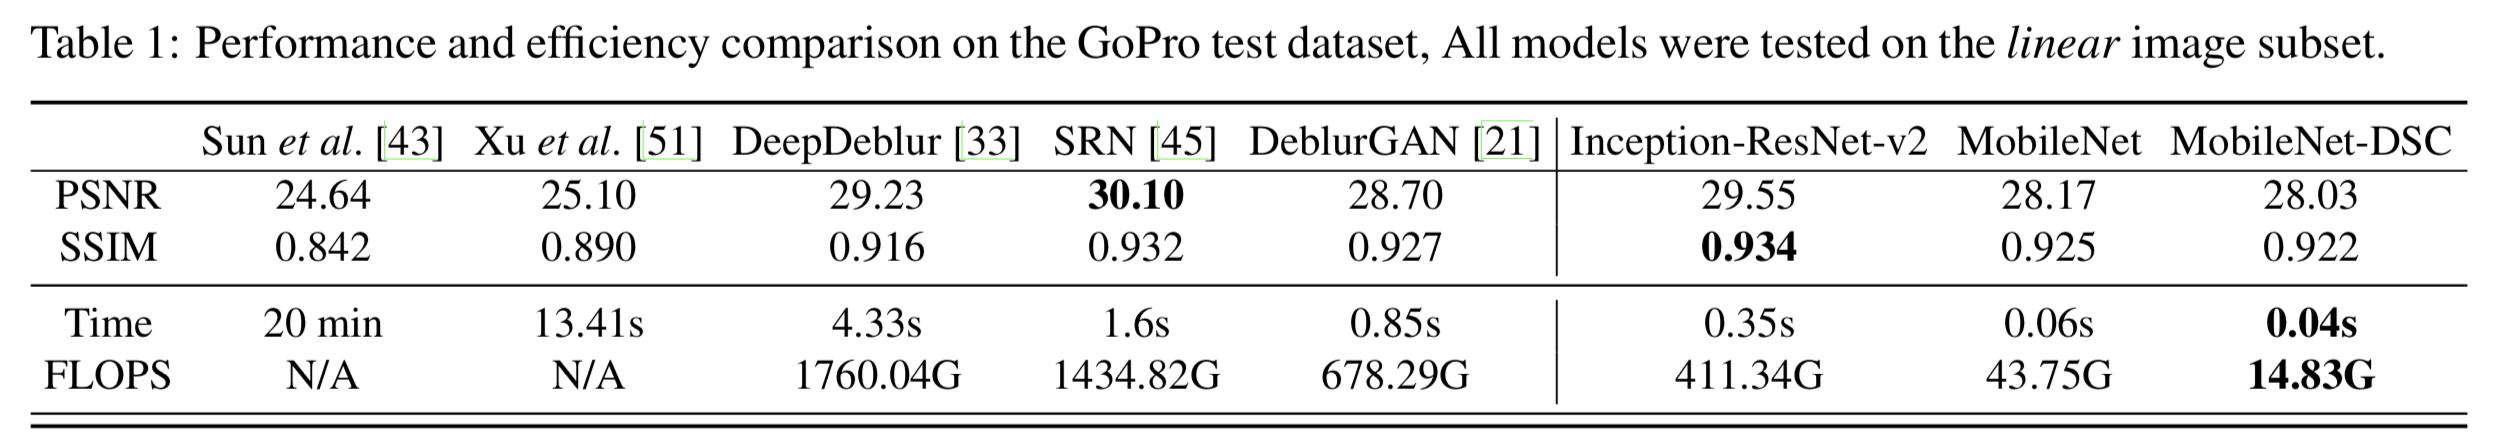 Table 1: Performance and efficiency comparison on the GoPro test dataset, All models were tested on the linear image subset.
Sun et al. [43] Xu et al. [51] DeepDeblur [33] SRN [45] DeblurGAN [21] Inception-ResNet-v2 MobileNet MobileNet-DSC
PSNR 24.64 25.10 29.23 30.10 28.70 29.55 28.17 28.03
SSIM 0.842 0.890 0.916 0.932 0.927 0.934 0.925 0.922
Time 20 min 13.41s 4.33s 1.6s 0.85s 0.35s 0.06s 0.04s
FLOPS N/A N/A 1760.04G 1434.82G 678.29G 411.34G 43.75G 14.83G